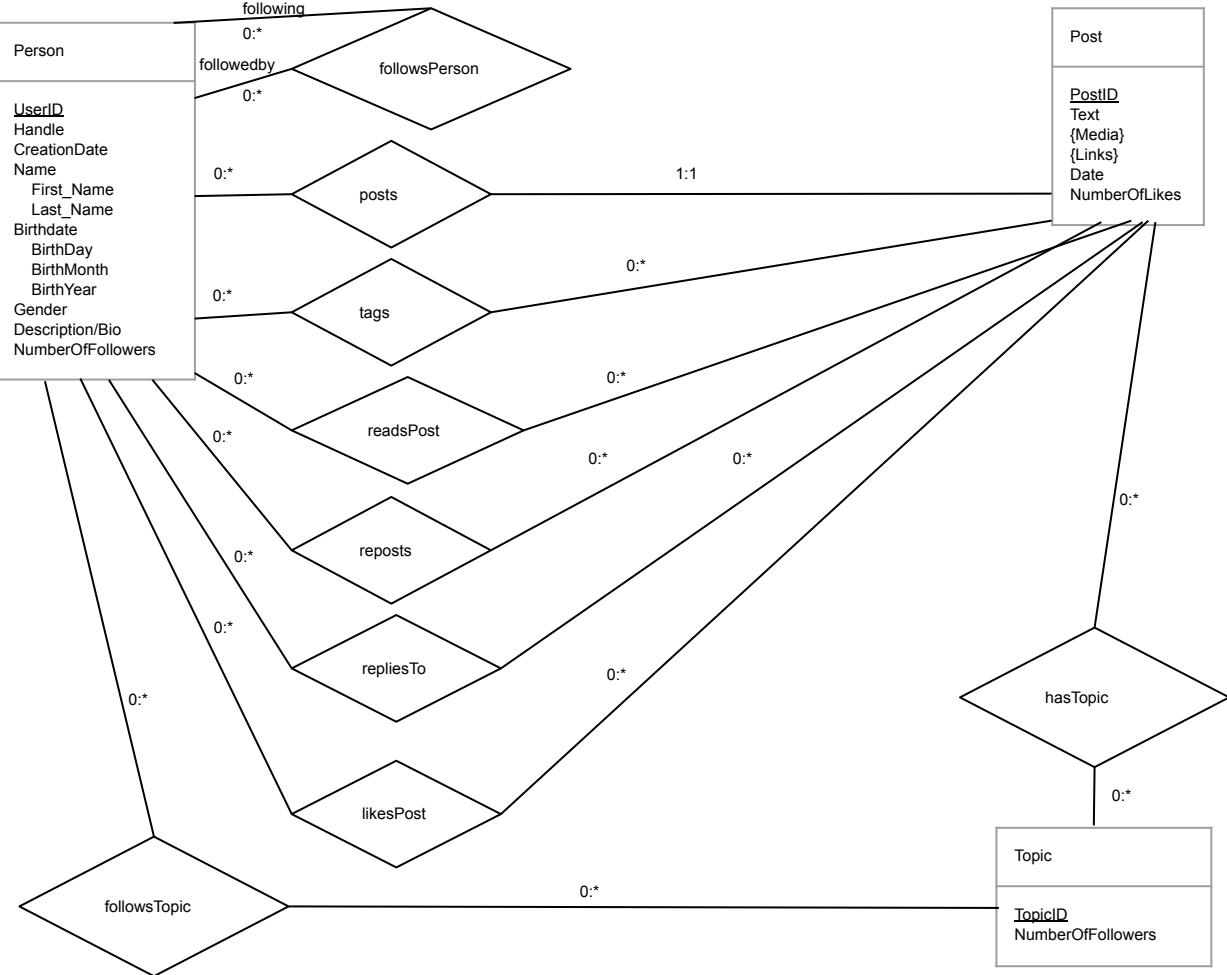 following
0:*
followedby
0:*
followsPerson
Person
UserID
Handle
CreationDate
Name
First_Name
Last_Name
Birthdate
BirthDay
BirthMonth
BirthYear
Gender
Description/Bio
NumberOfFollowers
Post
PostID
Text
{Media}
{Links}
Date
NumberOfLikes
0:*
posts
1:1
0:*
tags
0:*
0:*
readsPost
0:*
0:*
reposts
0:*
0:*
repliesTo
0:*
0:*
likesPost
0:*
0:*
hasTopic
0:*
0:*
followsTopic
0:*
Topic
TopicID
NumberOfFollowers